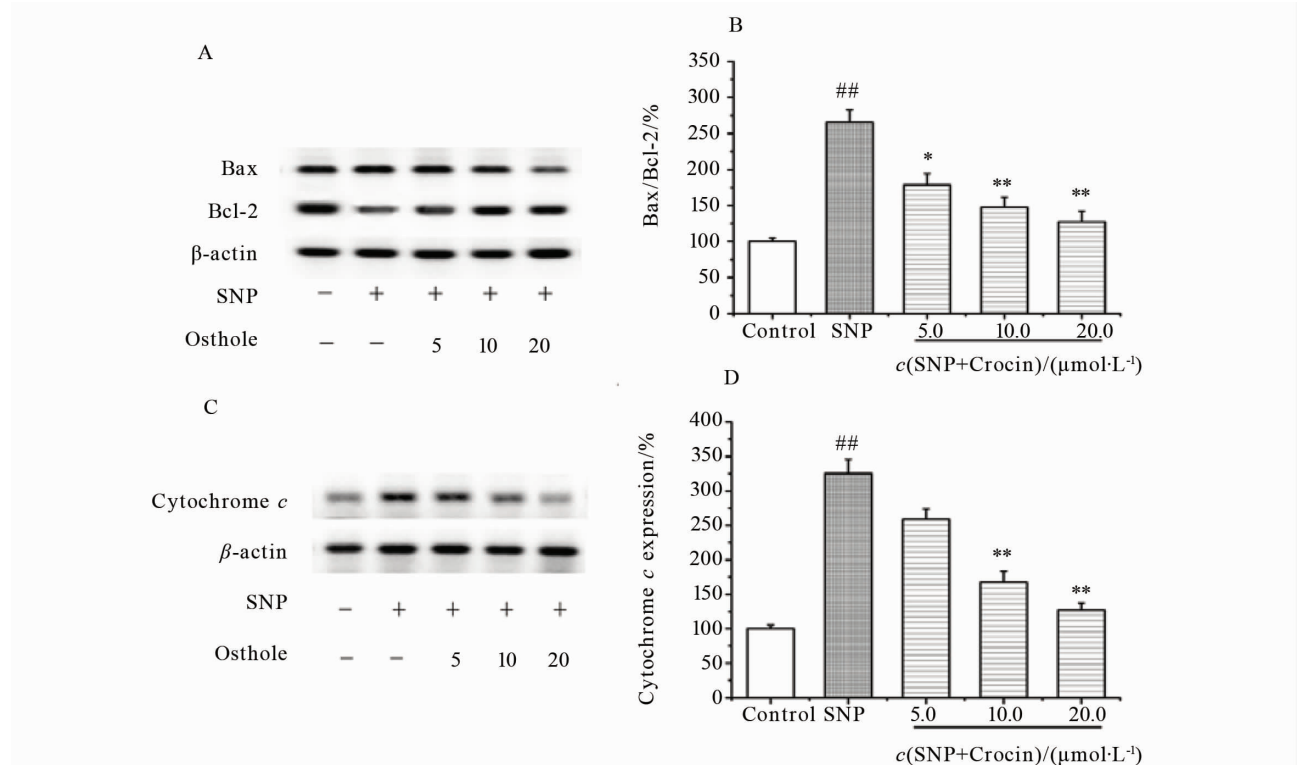 A
Bax
Bcl-2
β-actin
SNP − + + + +
Osthole − − 5 10 20
B
Bax/Bcl-2/%
350
300
250
200
150
100
50
0
##
*
**
**
Control SNP 5.0 10.0 20.0
c(SNP+Crocin)/(μmol·L⁻¹)
C
Cytochrome c
β-actin
SNP − + + + +
Osthole − − 5 10 20
D
Cytochrome c expression/%
400
350
300
250
200
150
100
50
0
##
**
**
Control SNP 5.0 10.0 20.0
c(SNP+Crocin)/(μmol·L⁻¹)